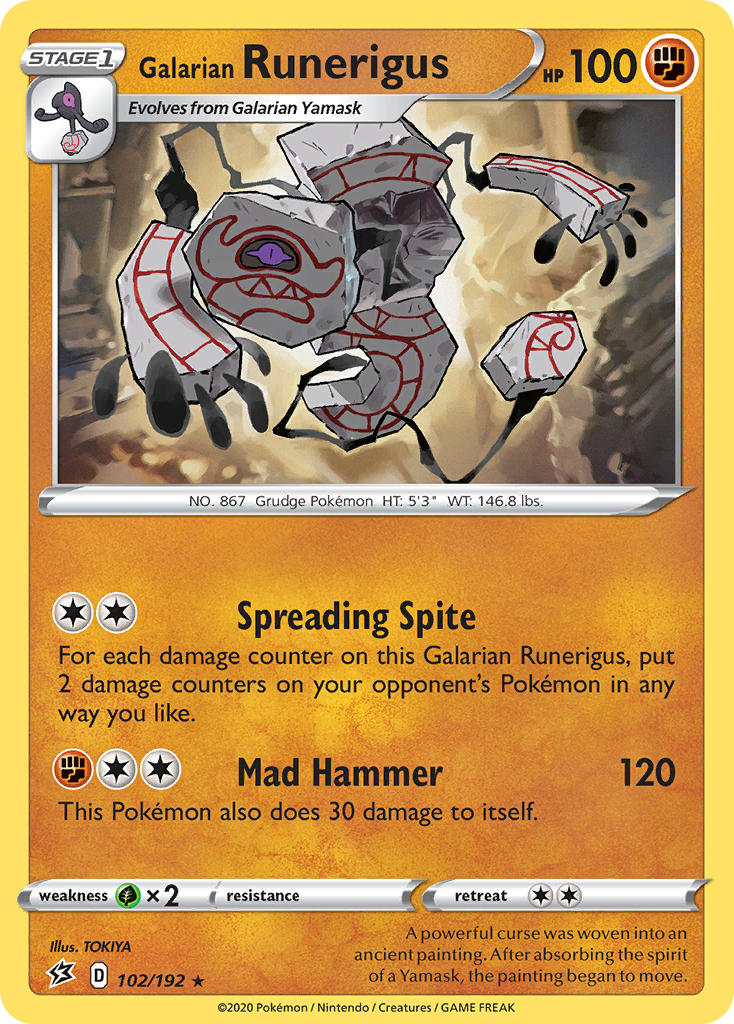 STAGE 1
Galarian Runerigus
HP 100
Evolves from Galarian Yamask
NO. 867 Grudge Pokémon HT: 5'3" WT: 146.8 lbs.
Spreading Spite
For each damage counter on this Galarian Runerigus, put
2 damage counters on your opponent's Pokémon in any
way you like.
Mad Hammer 120
This Pokémon also does 30 damage to itself.
weakness ×2 resistance retreat
Illus. TOKIYA
D 102/192 ★
A powerful curse was woven into an
ancient painting. After absorbing the spirit
of a Yamask, the painting began to move.
©2020 Pokémon / Nintendo / Creatures / GAME FREAK